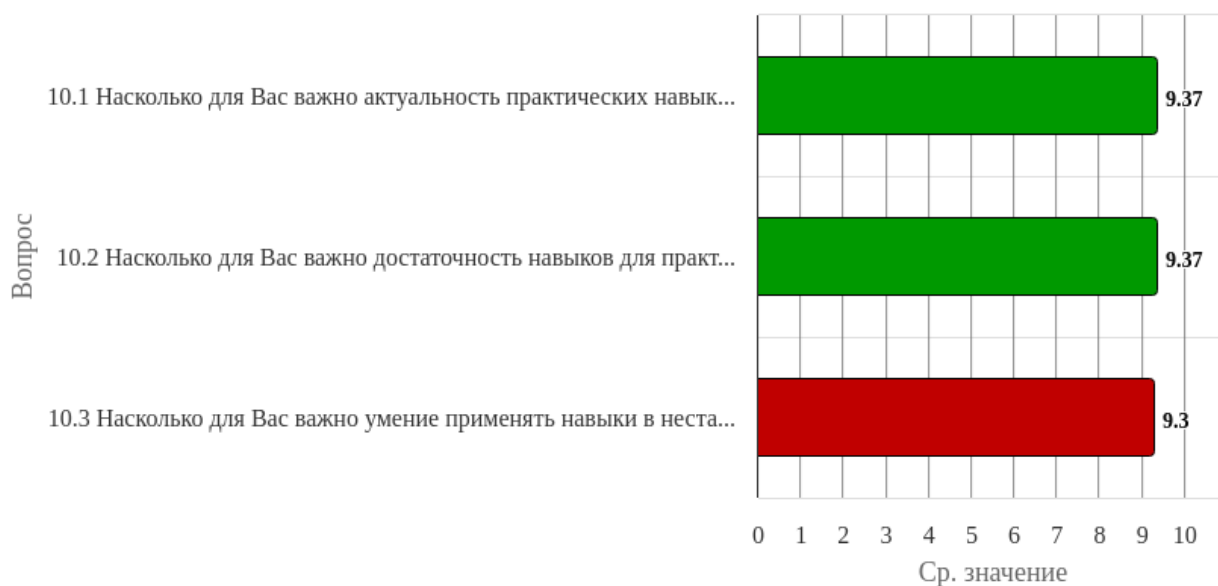 10.1 Насколько для Вас важно актуальность практических навык...
9.37
10.2 Насколько для Вас важно достаточность навыков для практ...
9.37
10.3 Насколько для Вас важно умение применять навыки в неста...
9.3
Вопрос
0 1 2 3 4 5 6 7 8 9 10
Ср. значение